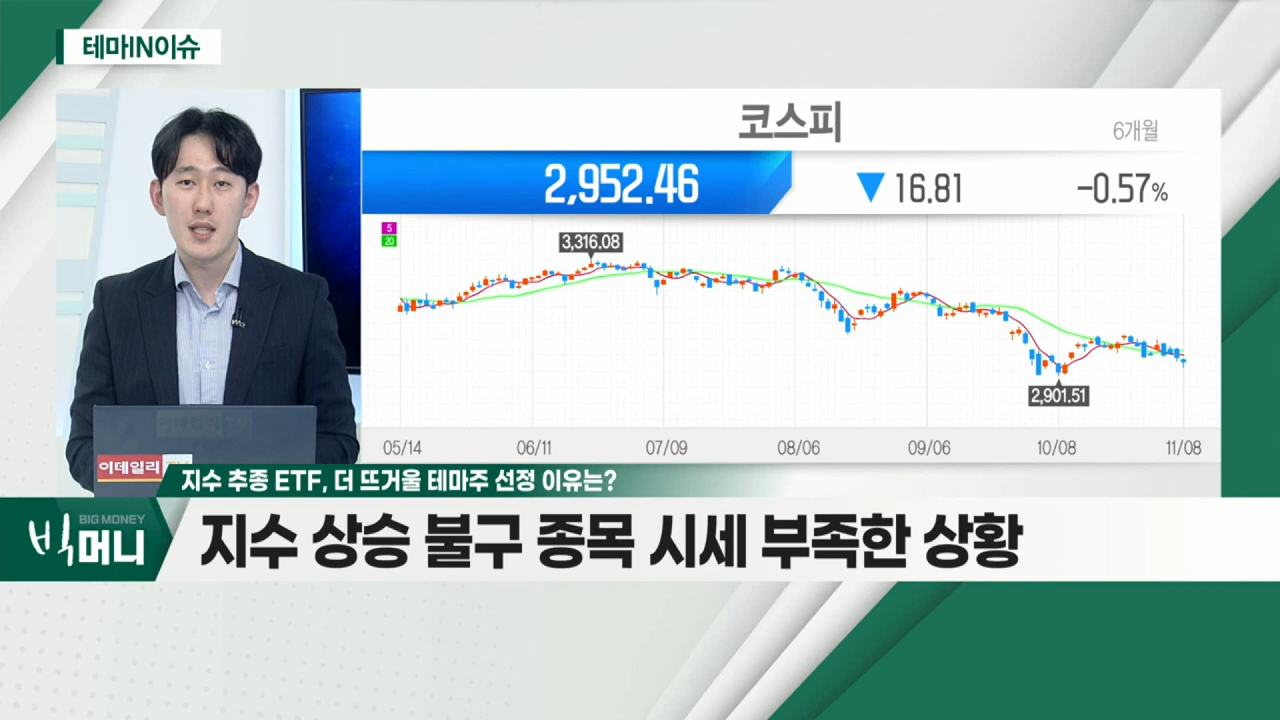 테마IN이슈
코스피
6개월
2,952.46 ▼16.81 -0.57%
5
20
3,316.08
2,901.51
05/14 06/11 07/09 08/06 09/06 10/08 11/08
이데일리
지수 추종 ETF, 더 뜨거울 테마주 선정 이유는?
BIG MONEY
빅머니
지수 상승 불구 종목 시세 부족한 상황